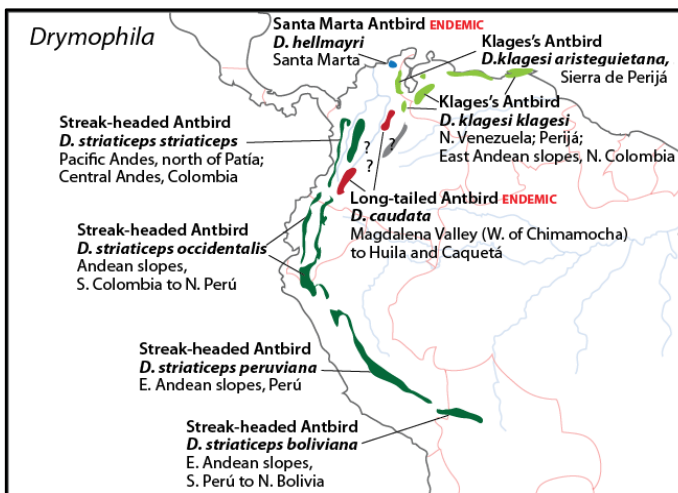 Drymophila
Santa Marta Antbird ENDEMIC
D. hellmayri
Santa Marta
Klages's Antbird
D.klagesi aristeguietana,
Sierra de Perijá
Klages's Antbird
D. klagesi klagesi
N. Venezuela; Perijá;
East Andean slopes, N. Colombia
Streak-headed Antbird
D. striaticeps striaticeps
Pacific Andes, north of Patía;
Central Andes, Colombia
?
?
?
Long-tailed Antbird ENDEMIC
D. caudata
Magdalena Valley (W. of Chimamocha)
to Huila and Caquetá
Streak-headed Antbird
D. striaticeps occidentalis
Andean slopes,
S. Colombia to N. Perú
Streak-headed Antbird
D. striaticeps peruviana
E. Andean slopes, Perú
Streak-headed Antbird
D. striaticeps boliviana
E. Andean slopes,
S. Perú to N. Bolivia